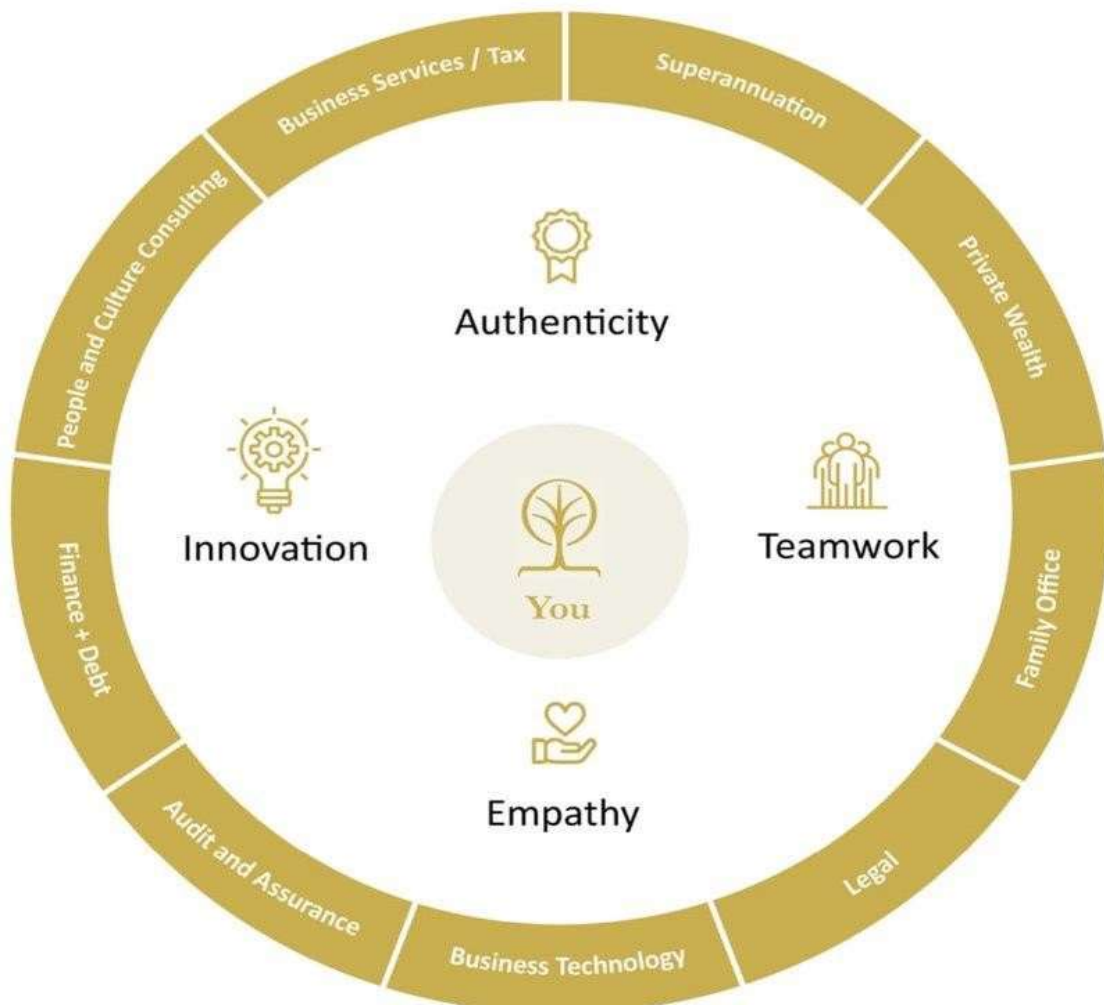 Business Services / Tax
Superannuation
Private Wealth
Family Office
Legal
Business Technology
Audit and Assurance
Finance + Debt
People and Culture Consulting
Authenticity
Innovation
Teamwork
You
Empathy